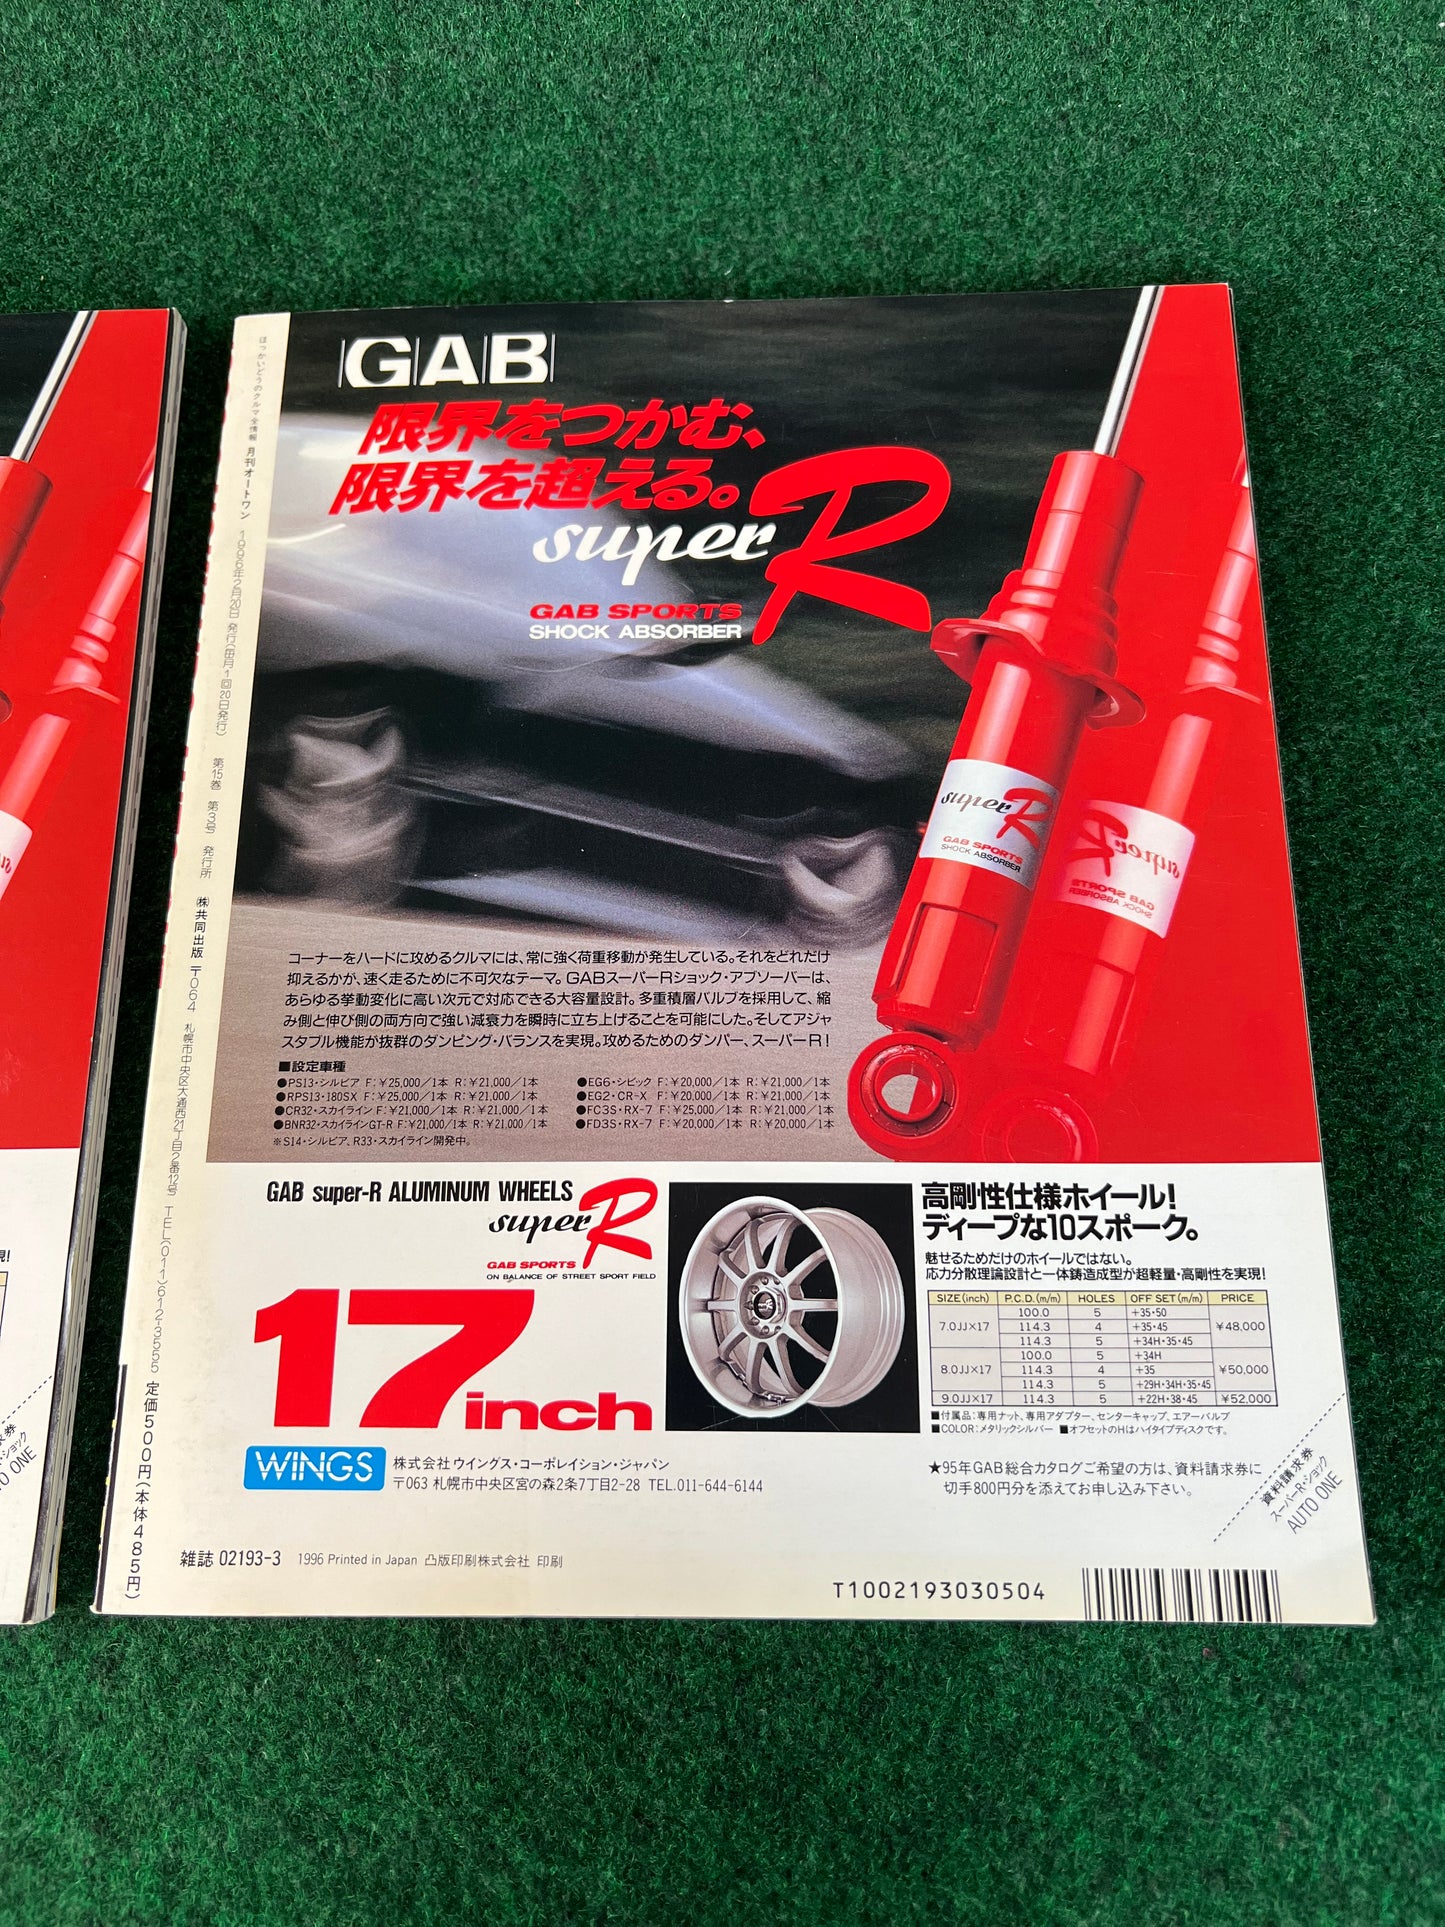 GAB
限界をつかむ、
限界を超える。
super R
GAB SPORTS
SHOCK ABSORBER
super R
GAB SPORTS
SHOCK ABSORBER
コーナーをハードに攻めるクルマには、常に強く荷重移動が発生している。それをどれだけ
抑えるかが、速く走るために不可欠なテーマ。GABスーパーRショック・アブソーバーは、
あらゆる挙動変化に高い次元で対応できる大容量設計。多重積層バルブを採用して、縮
み側と伸び側の両方向で強い減衰力を瞬時に立ち上げることを可能にした。そしてアジャ
スタブル機能が抜群のダンピング・バランスを実現。攻めるためのダンパー、スーパーR!
■設定車種
●PS13・シルビア F:¥25,000/1本 R:¥21,000/1本
●RPS13・180SX F:¥25,000/1本 R:¥21,000/1本
●CR32・スカイライン F:¥21,000/1本 R:¥21,000/1本
●BNR32・スカイラインGT-R F:¥21,000/1本 R:¥21,000/1本
※S14・シルビア、R33・スカイライン開発中。
●EG6・シビック F:¥20,000/1本 R:¥21,000/1本
●EG2・CR-X F:¥20,000/1本 R:¥21,000/1本
●FC3S・RX-7 F:¥25,000/1本 R:¥21,000/1本
●FD3S・RX-7 F:¥20,000/1本 R:¥20,000/1本
GAB super-R ALUMINUM WHEELS
super R
GAB SPORTS
ON BALANCE OF STREET SPORT FIELD
17inch
高剛性仕様ホイール!
ディープな10スポーク。
魅せるためだけのホイールではない。
応力分散理論設計と一体鋳造成型が超軽量・高剛性を実現!
SIZE(inch) P.C.D.(m/m) HOLES OFF SET(m/m) PRICE
7.0JJ×17 100.0 5 +35・50 ¥48,000
114.3 4 +35・45
114.3 5 +34H・35・45
8.0JJ×17 100.0 5 +34H ¥50,000
114.3 4 +35
114.3 5 +29H・34H・35・45
9.0JJ×17 114.3 5 +22H・38・45 ¥52,000
■付属品:専用ナット、専用アダプター、センターキャップ、エアーバルブ
■COLOR:メタリックシルバー ■オフセットのHはハイタイプディスクです。
WINGS
株式会社ウイングス・コーポレイション・ジャパン
〒063 札幌市中央区宮の森2条7丁目2-28 TEL.011-644-6144
★95年GAB総合カタログご希望の方は、資料請求券に
切手800円分を添えてお申し込み下さい。
資料請求券
スーパーR・ショック
AUTO ONE
雑誌 02193-3 1996 Printed in Japan 凸版印刷株式会社 印刷
T1002193030504
ほっかいどうのクルマ全情報 月刊オートワン 1996年2月20日発行(毎月1回20日発行) 第15巻 第3号 発行所 ㈱共同出版 〒064 札幌市中央区大通西21丁目2番12号 TEL(011)612-3555 定価500円(本体485円)